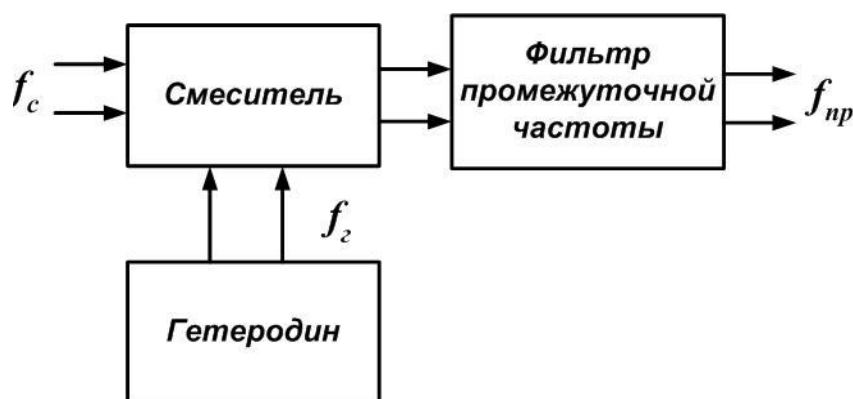 f_c
Смеситель
Фильтр
промежуточной
частоты
f_пр
f_г
Гетеродин